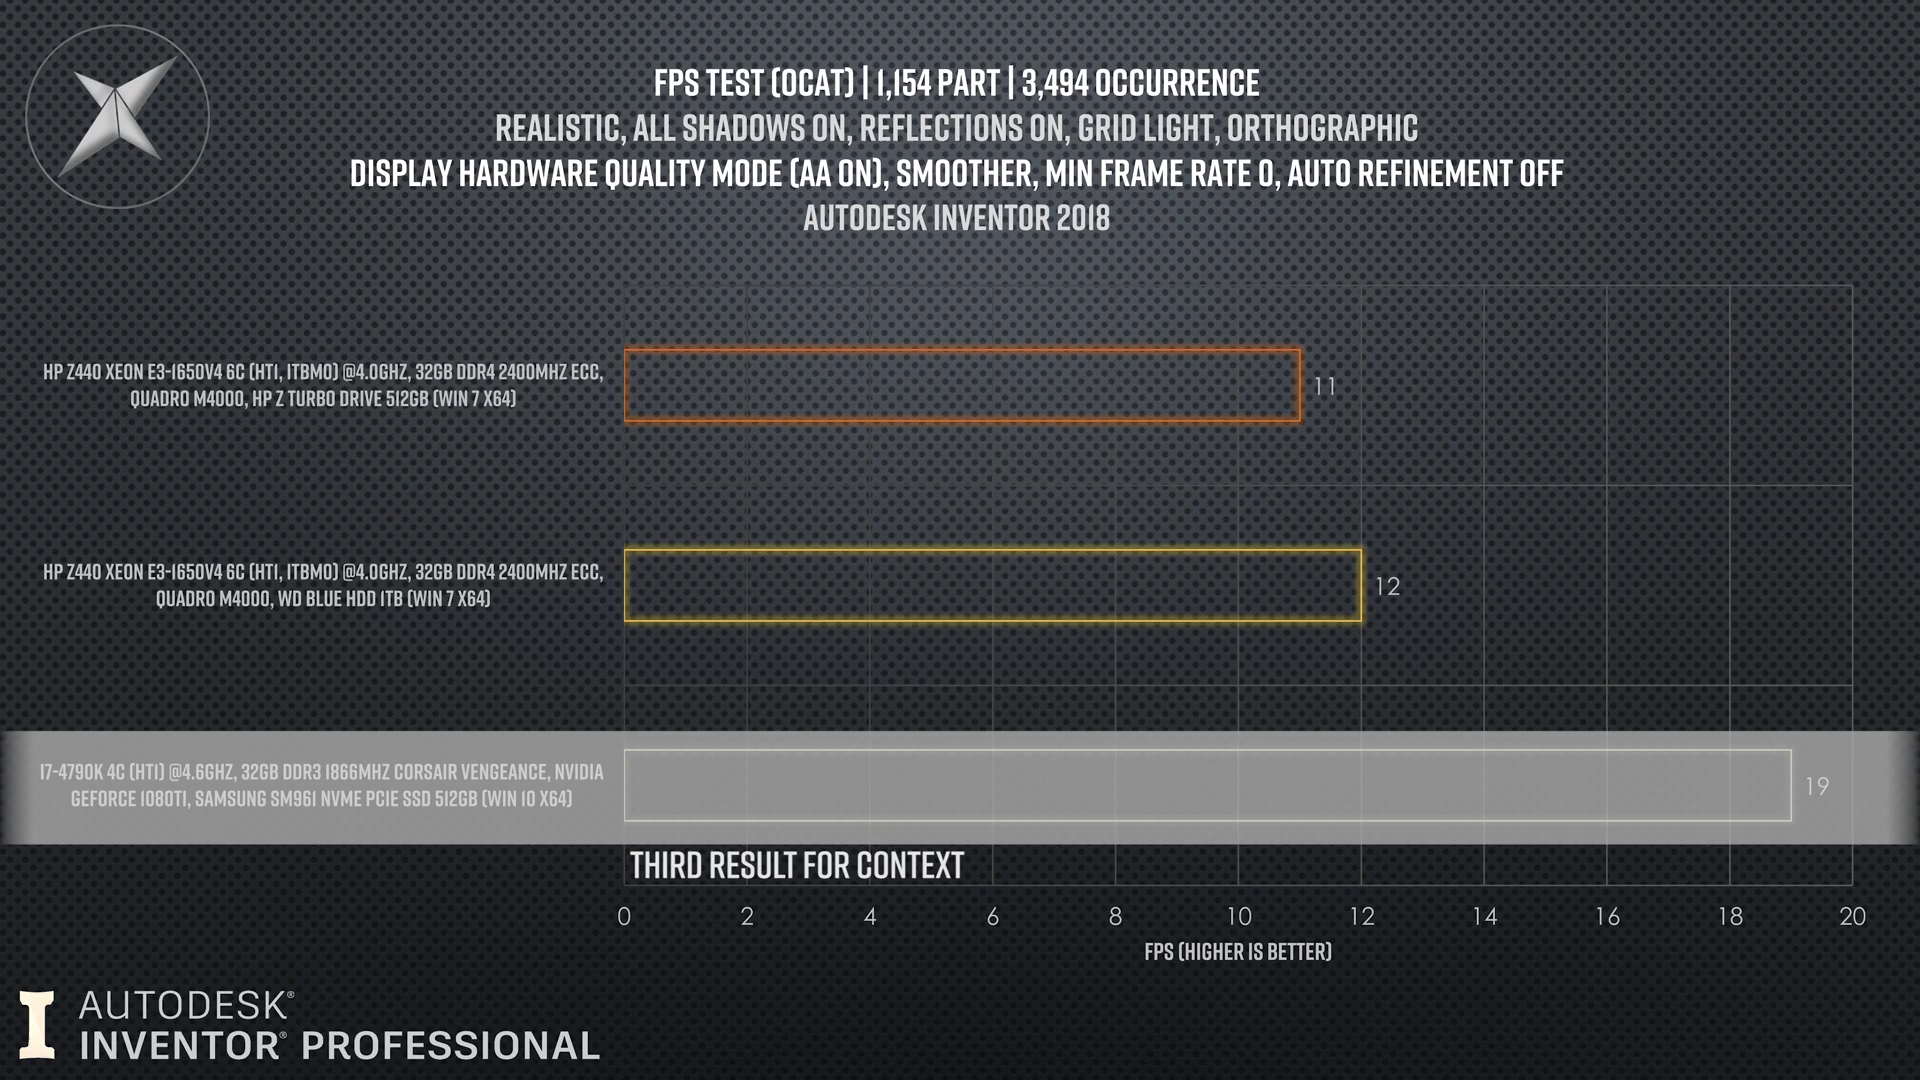 FPS TEST (OCAT) | 1,154 PART | 3,494 OCCURRENCE
REALISTIC, ALL SHADOWS ON, REFLECTIONS ON, GRID LIGHT, ORTHOGRAPHIC
DISPLAY HARDWARE QUALITY MODE (AA ON), SMOOTHER, MIN FRAME RATE 0, AUTO REFINEMENT OFF
AUTODESK INVENTOR 2018
HP Z440 XEON E3-1650V4 6C (HT1, ITBM0) @4.0GHZ, 32GB DDR4 2400MHZ ECC,
QUADRO M4000, HP Z TURBO DRIVE 512GB (WIN 7 X64)
11
HP Z440 XEON E3-1650V4 6C (HT1, ITBM0) @4.0GHZ, 32GB DDR4 2400MHZ ECC,
QUADRO M4000, WD BLUE HDD 1TB (WIN 7 X64)
12
I7-4790K 4C (HT1) @4.6GHZ, 32GB DDR3 1866MHZ CORSAIR VENGEANCE, NVIDIA
GEFORCE 1080TI, SAMSUNG SM961 NVME PCIE SSD 512GB (WIN 10 X64)
19
THIRD RESULT FOR CONTEXT
0 2 4 6 8 10 12 14 16 18 20
FPS (HIGHER IS BETTER)
AUTODESK®
INVENTOR® PROFESSIONAL